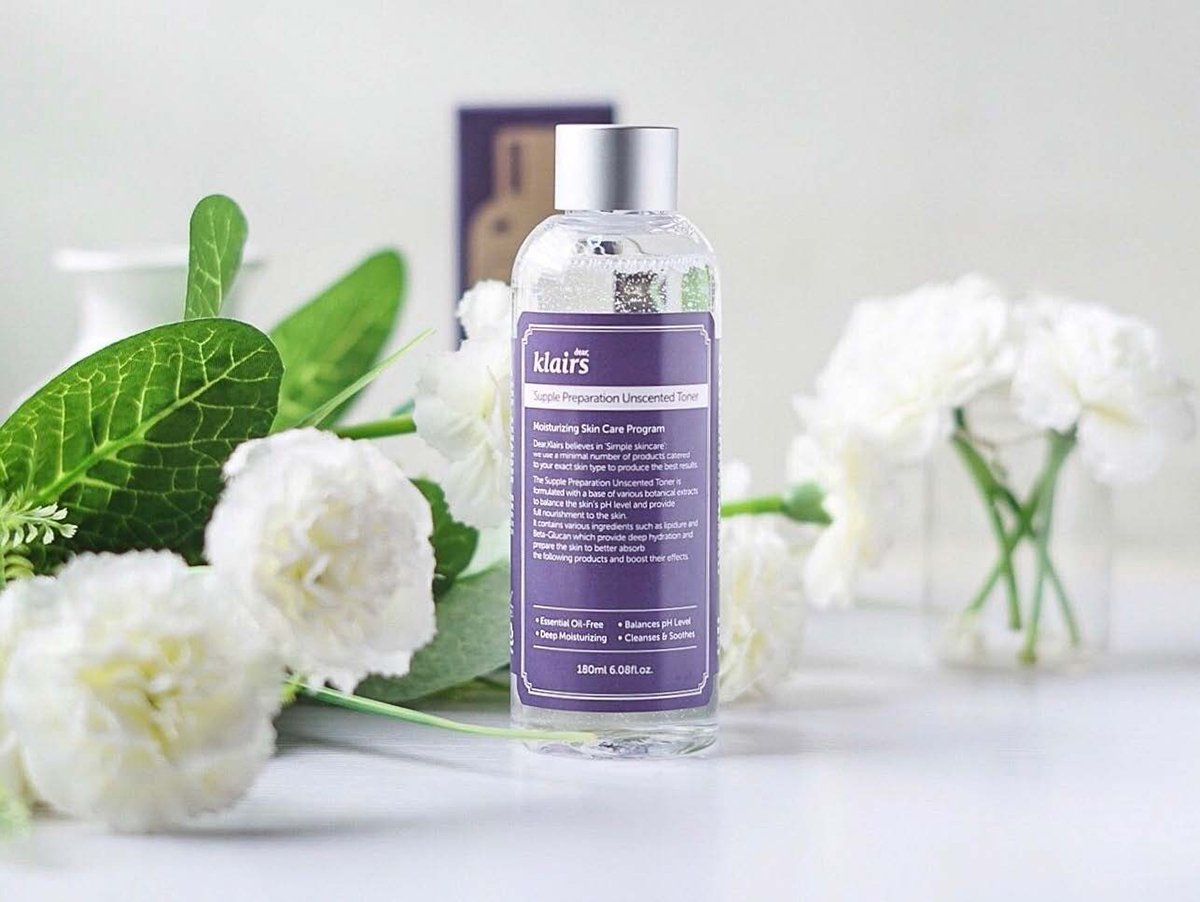 dear,
klairs
Supple Preparation Unscented Toner
Moisturizing Skin Care Program
Dear,Klairs believes in 'Simple skincare':
we use a minimal number of products catered
to your exact skin type to produce the best results.
The Supple Preparation Unscented Toner is
formulated with a base of various botanical extracts
to balance the skin's pH level and provide
full nourishment to the skin.
It contains various ingredients such as lipidure and
Beta-Glucan which provide deep hydration and
prepare the skin to better absorb
the following products and boost their effects.
• Essential Oil-Free • Balances pH Level
• Deep Moisturizing • Cleanses & Soothes
180ml 6.08fl.oz.